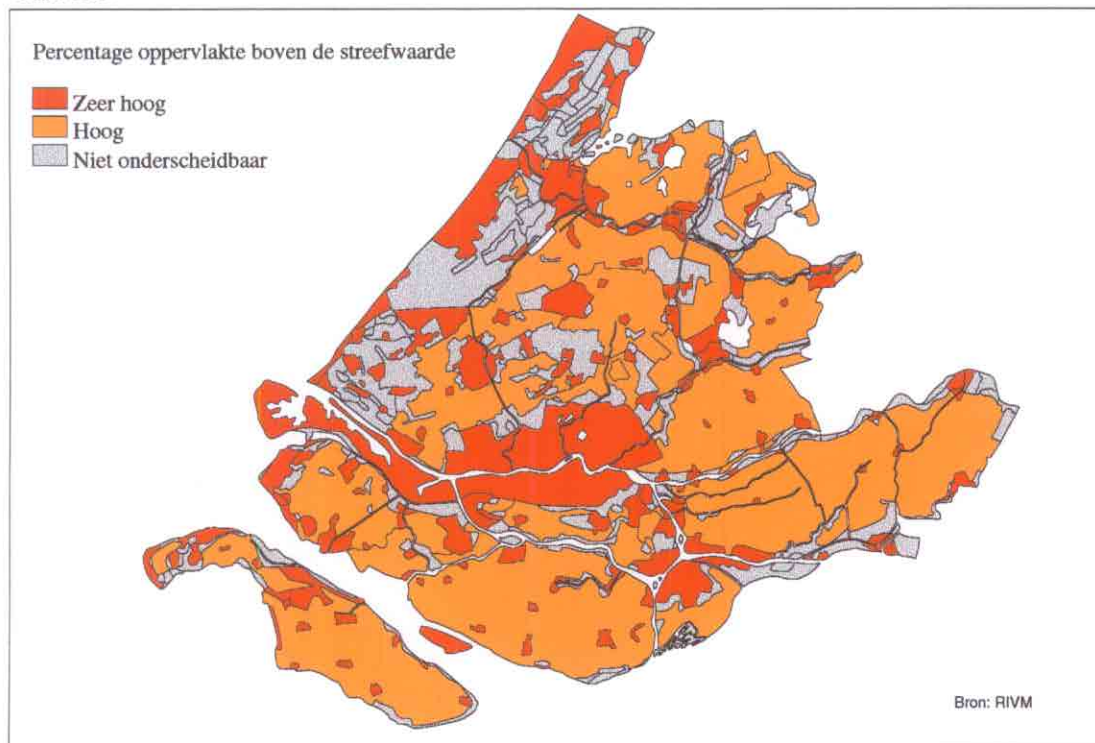 Percentage oppervlakte boven de streefwaarde
Zeer hoog
Hoog
Niet onderscheidbaar
Bron: RIVM